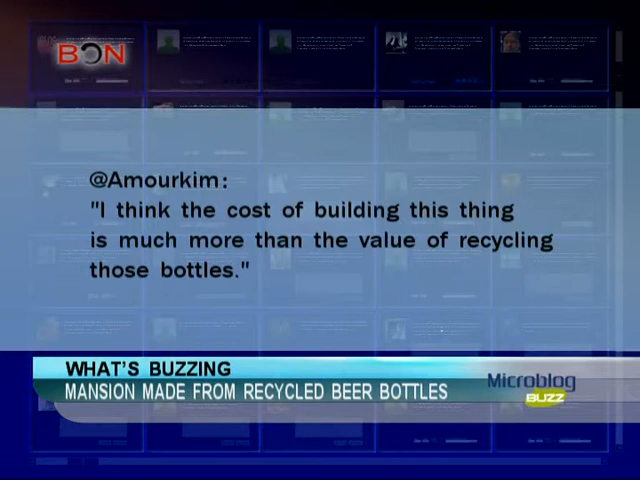 BON
@Amourkim:
"I think the cost of building this thing
is much more than the value of recycling
those bottles."
WHAT'S BUZZING
MANSION MADE FROM RECYCLED BEER BOTTLES
Microblog
BUZZ